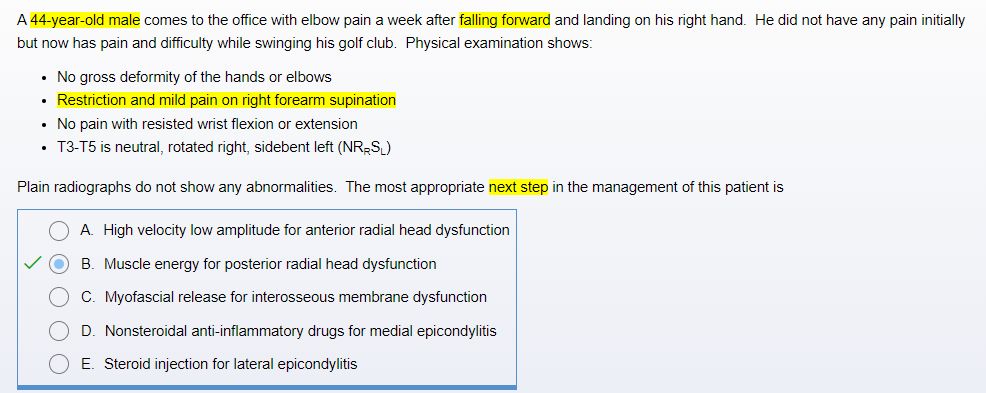 A 44-year-old male comes to the office with elbow pain a week after falling forward and landing on his right hand.  He did not have any pain initially
but now has pain and difficulty while swinging his golf club.  Physical examination shows:
• No gross deformity of the hands or elbows
• Restriction and mild pain on right forearm supination
• No pain with resisted wrist flexion or extension
• T3-T5 is neutral, rotated right, sidebent left (NRRSL)
Plain radiographs do not show any abnormalities.  The most appropriate next step in the management of this patient is
A.  High velocity low amplitude for anterior radial head dysfunction
B.  Muscle energy for posterior radial head dysfunction
C.  Myofascial release for interosseous membrane dysfunction
D.  Nonsteroidal anti-inflammatory drugs for medial epicondylitis
E.  Steroid injection for lateral epicondylitis